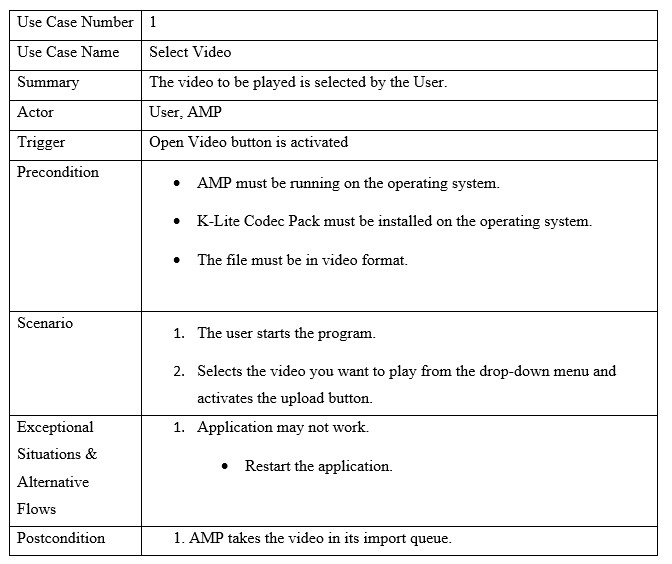 Use Case Number 1
Use Case Name Select Video
Summary The video to be played is selected by the User.
Actor User, AMP
Trigger Open Video button is activated
Precondition
• AMP must be running on the operating system.
• K-Lite Codec Pack must be installed on the operating system.
• The file must be in video format.
Scenario
1. The user starts the program.
2. Selects the video you want to play from the drop-down menu and
activates the upload button.
Exceptional
Situations &
Alternative
Flows
1. Application may not work.
• Restart the application.
Postcondition 1. AMP takes the video in its import queue.